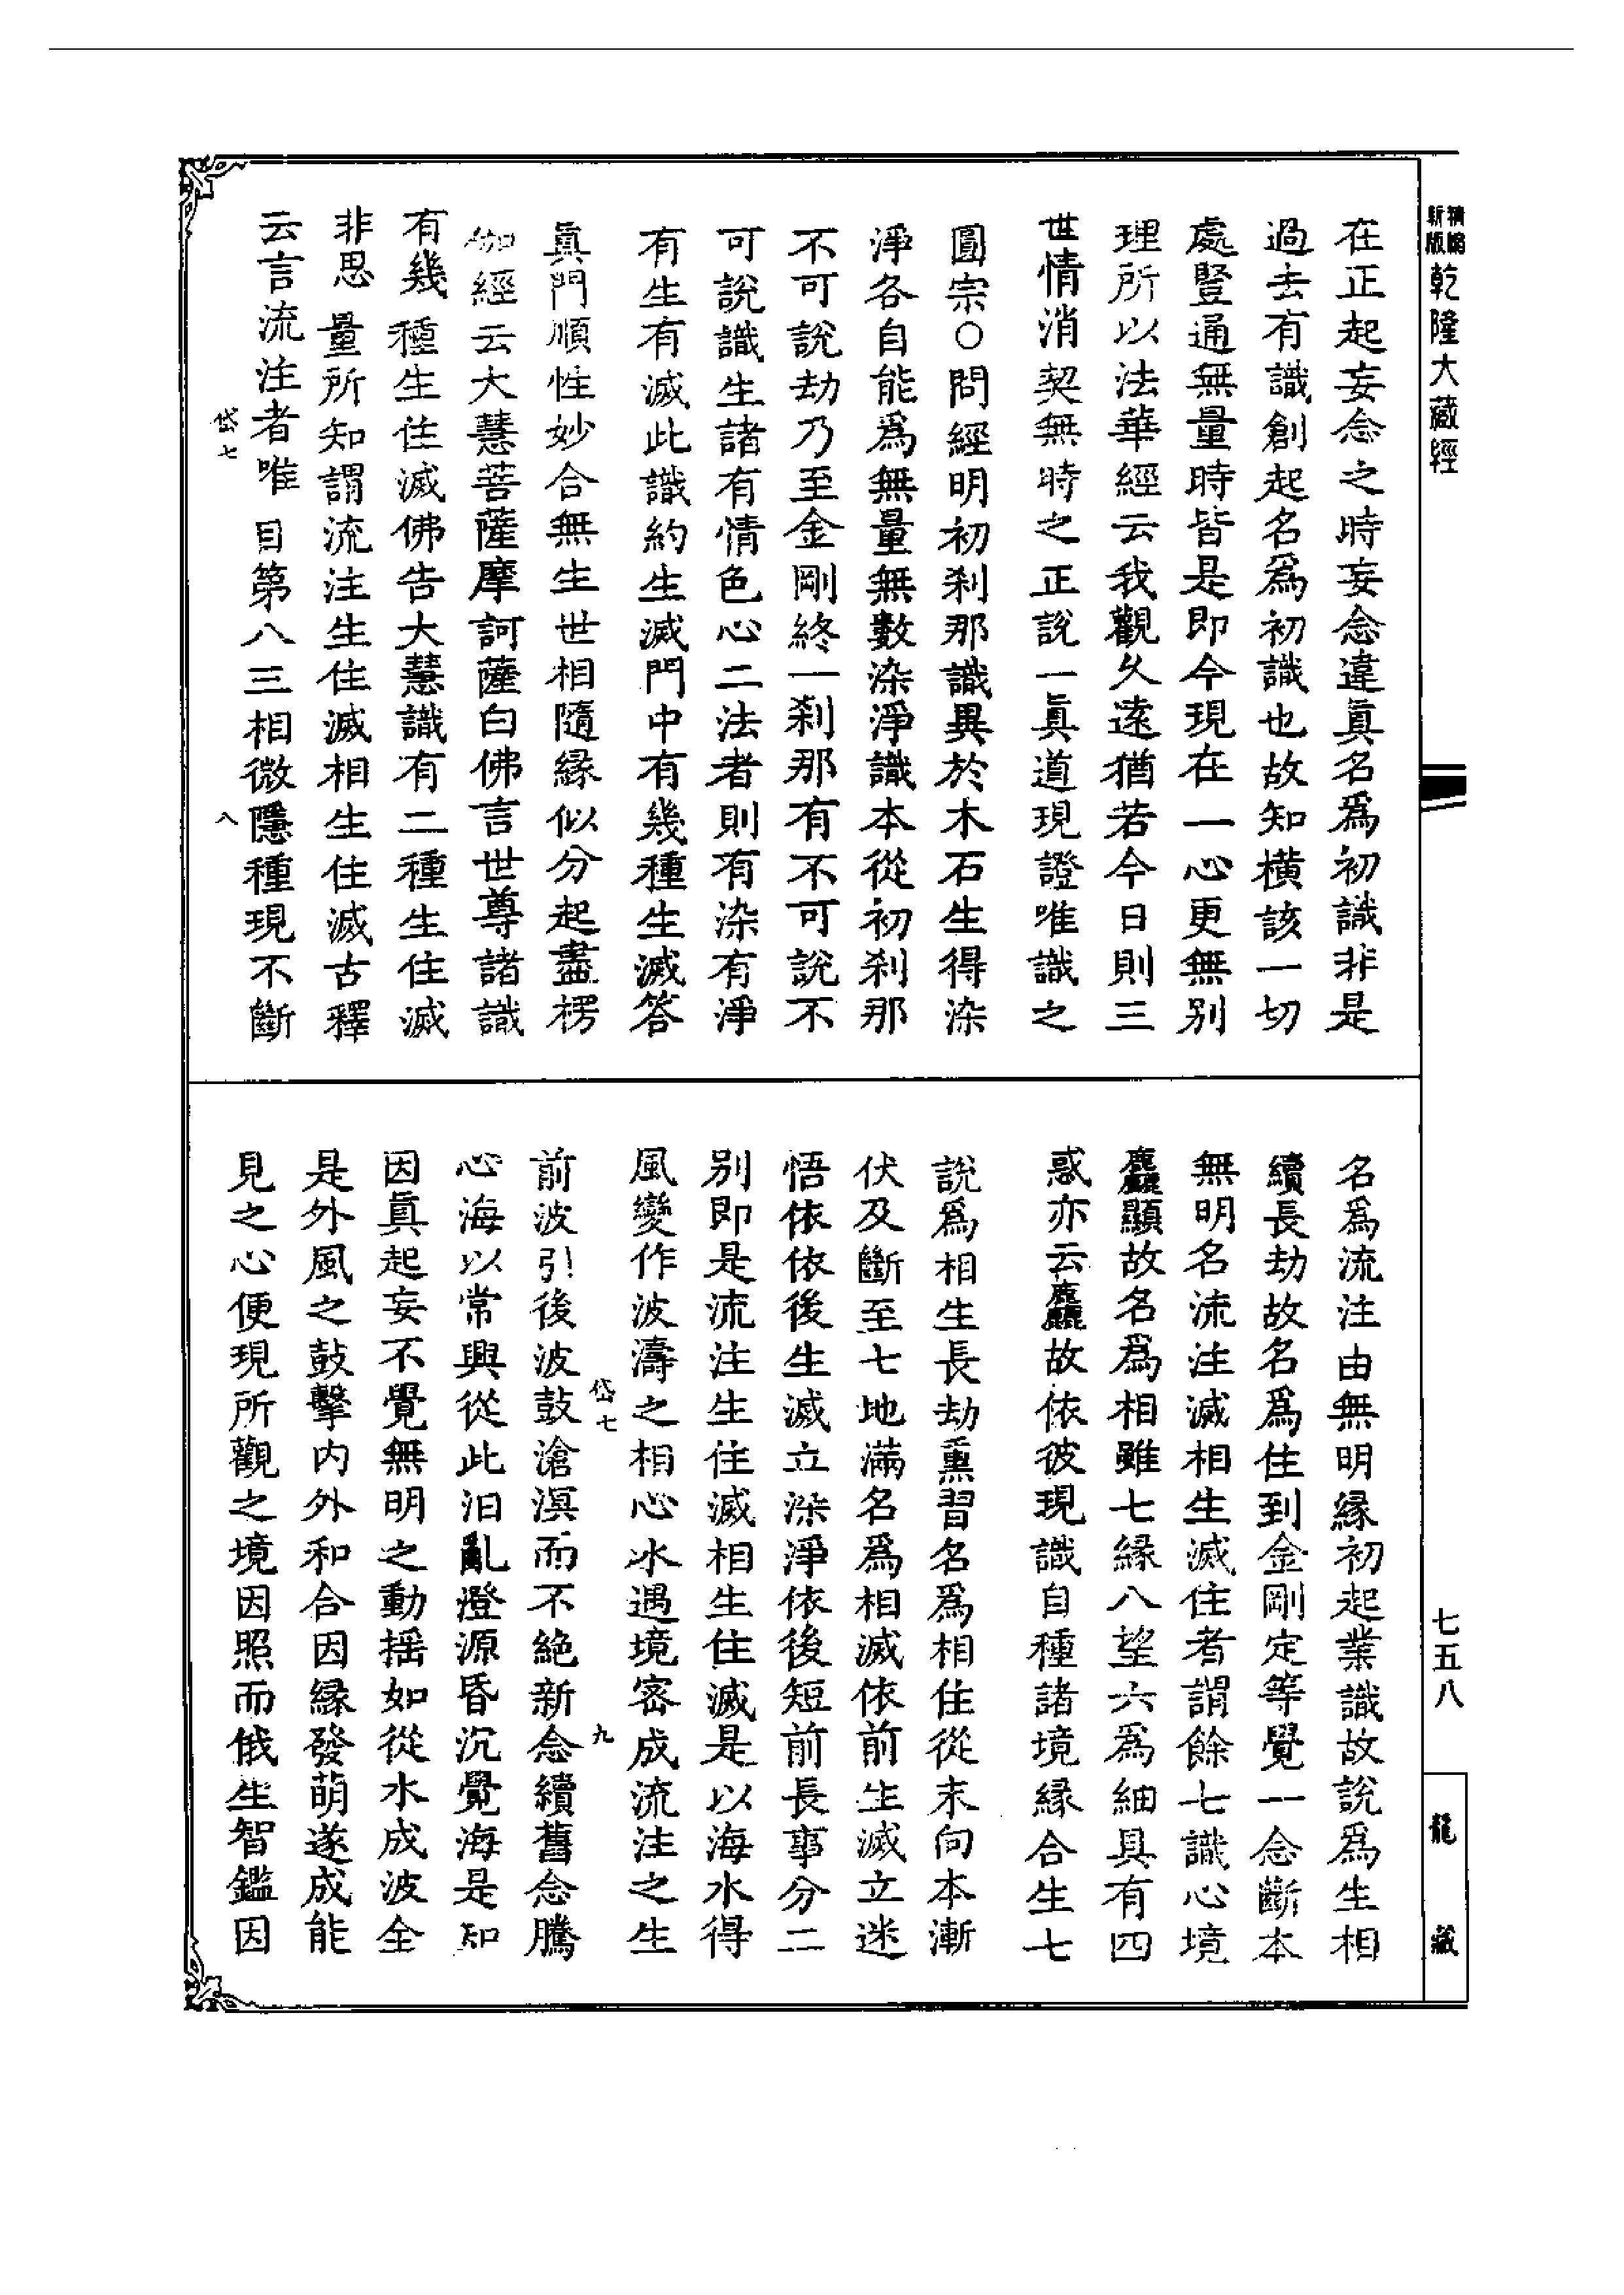 精縮新版乾隆大藏經
七五八
龍藏
在正起妄念之時妄念違眞名爲初識非是
過去有識創起名爲初識也故知橫該一切
處豎通無量時皆是即今現在一心更無別
理所以法華經云我觀久遠猶若今日則三
世情消契無時之正說一眞道現證唯識之
圓宗○問經明初刹那識異於木石生得染
淨各自能爲無量無數染淨識本從初刹那
不可說劫乃至金剛終一刹那有不可說不
可說識生諸有情色心二法者則有染有淨
有生有滅此識約生滅門中有幾種生滅答
眞門順性妙合無生世相隨緣似分起盡楞
伽經云大慧菩薩摩訶薩白佛言世尊諸識
有幾種生住滅佛告大慧識有二種生住滅
非思量所知謂流注生住滅相生住滅古釋
云言流注者唯目第八三相微隱種現不斷
岱七
八
名爲流注由無明緣初起業識故說爲生相
續長劫故名爲住到金剛定等覺一念斷本
無明名流注滅相生滅住者謂餘七識心境
麤顯故名爲相雖七緣八望六爲細具有四
惑亦云麤故依彼現識自種諸境緣合生七
說爲相生長劫熏習名爲相住從末向本漸
伏及斷至七地滿名爲相滅依前生滅立迷
悟依依後生滅立染淨依後短前長事分二
別即是流注生住滅相生住滅是以海水得
風變作波濤之相心水遇境密成流注之生
岱七
九
前波引後波鼓滄溟而不絕新念續舊念騰
心海以常興從此汨亂澄源昏沉覺海是知
因眞起妄不覺無明之動搖如從水成波全
是外風之鼓擊內外和合因緣發萌遂成能
見之心便現所觀之境因照而俄生智鑑因